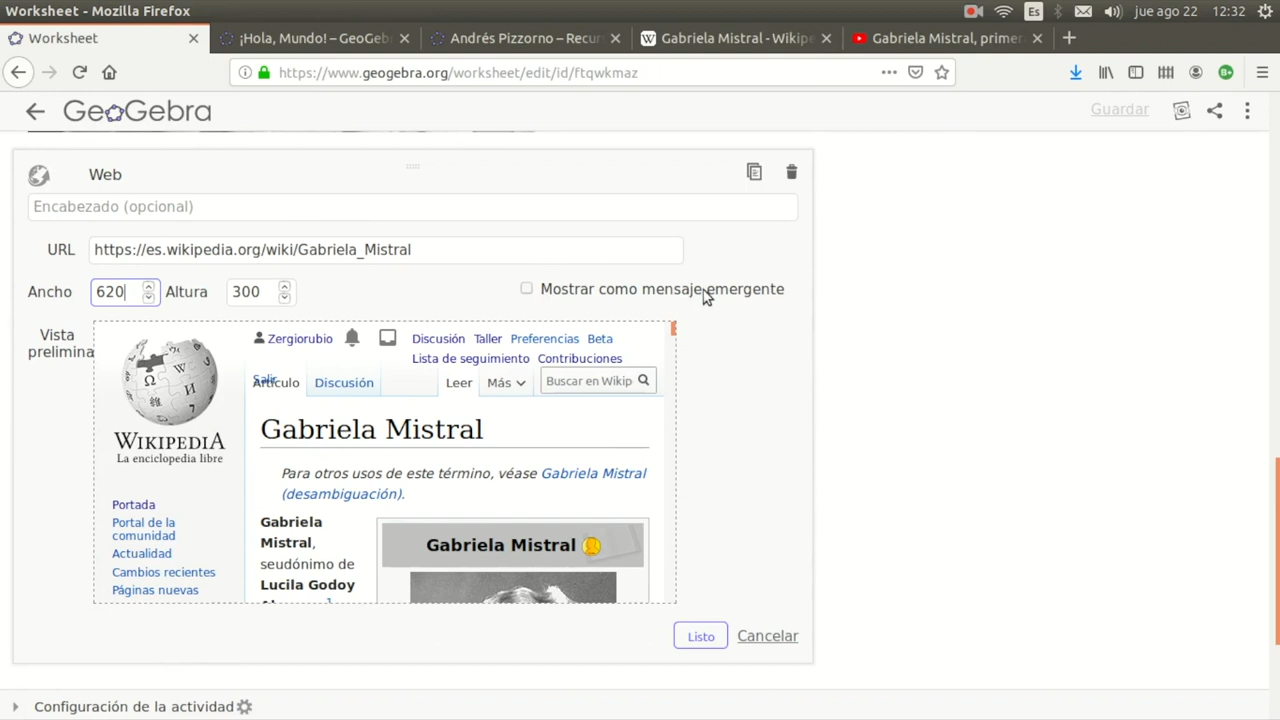 Worksheet - Mozilla Firefox
Es
jue ago 22
12:32
Worksheet
¡Hola, Mundo! – GeoGeb
Andrés Pizzorno – Recur
W Gabriela Mistral - Wikipe
Gabriela Mistral, primer
https://www.geogebra.org/worksheet/edit/id/ftqwkmaz
GeoGebra
Guardar
Web
Encabezado (opcional)
URL https://es.wikipedia.org/wiki/Gabriela_Mistral
Ancho 620 Altura 300 Mostrar como mensaje emergente
Vista
prelimina
Zergiorubio Discusión Taller Preferencias Beta
Lista de seguimiento Contribuciones
Salir
Artículo Discusión Leer Más Buscar en Wikip
WIKIPEDIA
La enciclopedia libre
Gabriela Mistral
Para otros usos de este término, véase Gabriela Mistral
(desambiguación).
Portada
Portal de la
comunidad
Actualidad
Cambios recientes
Páginas nuevas
Gabriela
Mistral,
seudónimo de
Lucila Godoy
Gabriela Mistral
Listo Cancelar
Configuración de la actividad